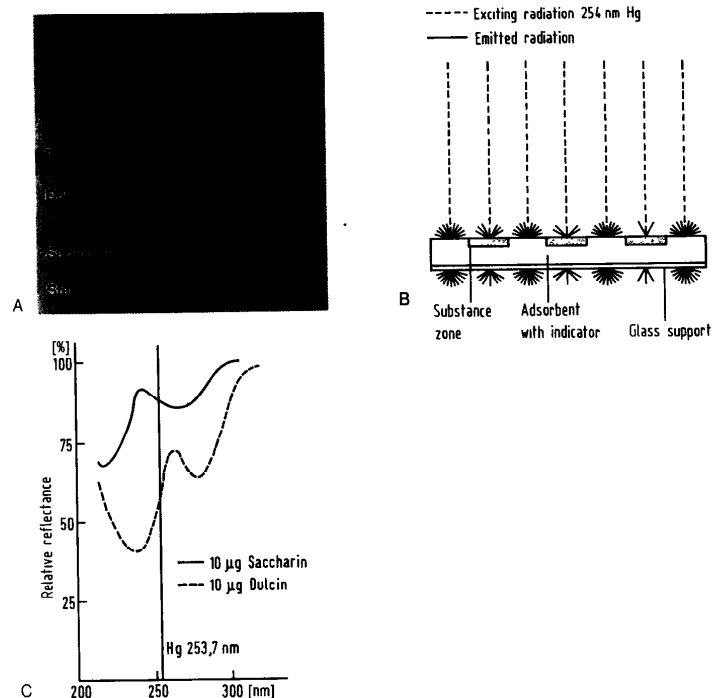 Exciting radiation 254 nm Hg
Emitted radiation
A
B
Substance
zone
Adsorbent
with indicator
Glass support
[%]
100
75
50
25
Relative reflectance
10 µg Saccharin
10 µg Dulcin
Hg 253,7 nm
C
200
250
300 [nm]